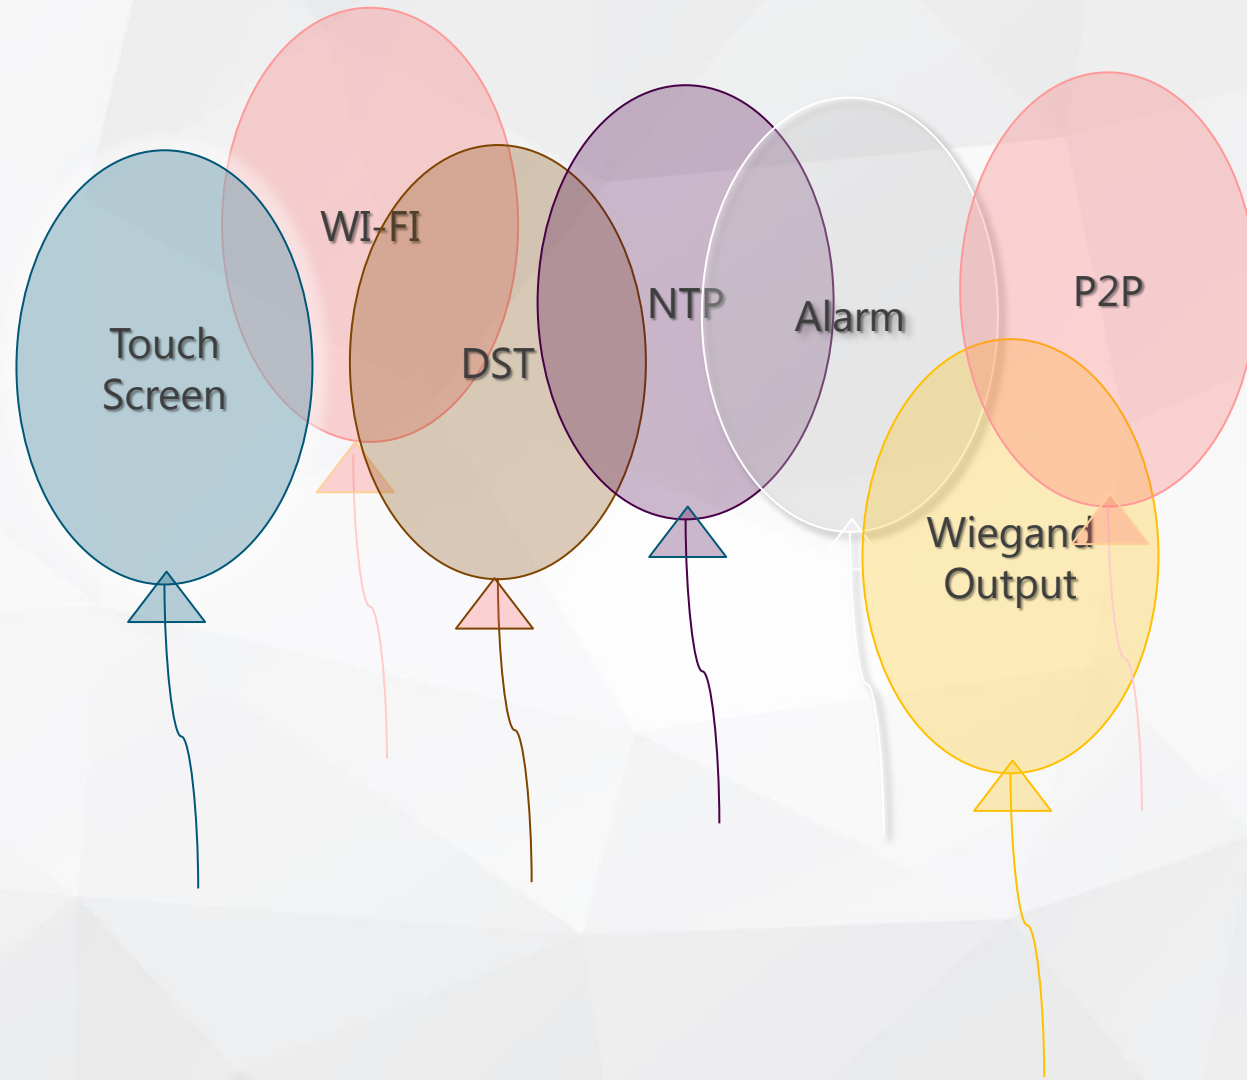 Touch
Screen
WI-FI
DST
NTP
Alarm
P2P
Wiegand
Output